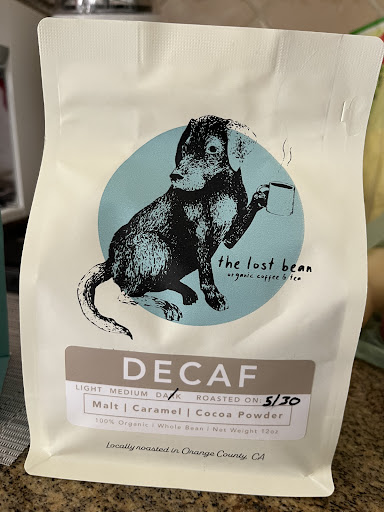 the lost bean
organic coffee & tea
DECAF
LIGHT MEDIUM DARK ROASTED ON: 5/30
Malt | Caramel | Cocoa Powder
100% Organic | Whole Bean | Net Weight 12oz
Locally roasted in Orange County, CA